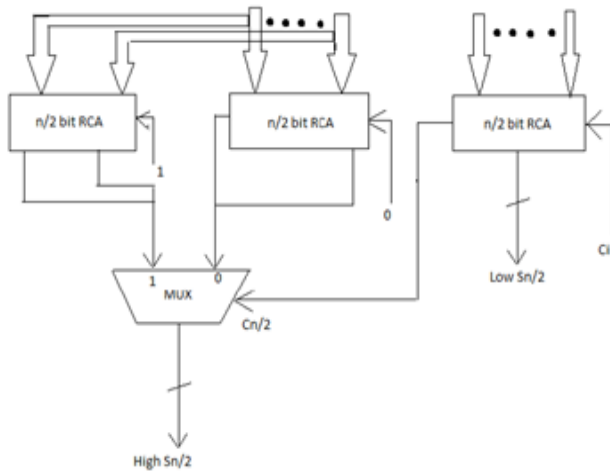 n/2 bit RCA
n/2 bit RCA
n/2 bit RCA
1
0
Ci
Low Sn/2
1
0
MUX
Cn/2
High Sn/2